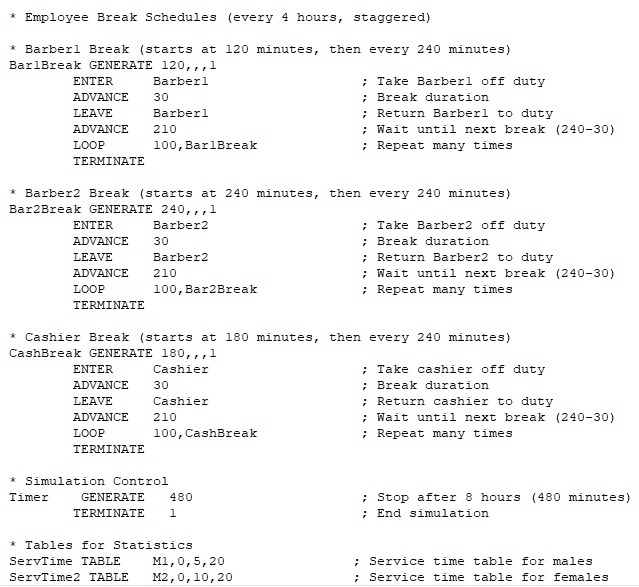 * Employee Break Schedules (every 4 hours, staggered)

* Barber1 Break (starts at 120 minutes, then every 240 minutes)
Bar1Break GENERATE 120,,,1
        ENTER     Barber1                   ; Take Barber1 off duty
        ADVANCE   30                        ; Break duration
        LEAVE     Barber1                   ; Return Barber1 to duty
        ADVANCE   210                       ; Wait until next break (240-30)
        LOOP      100,Bar1Break             ; Repeat many times
        TERMINATE

* Barber2 Break (starts at 240 minutes, then every 240 minutes)
Bar2Break GENERATE 240,,,1
        ENTER     Barber2                   ; Take Barber2 off duty
        ADVANCE   30                        ; Break duration
        LEAVE     Barber2                   ; Return Barber2 to duty
        ADVANCE   210                       ; Wait until next break (240-30)
        LOOP      100,Bar2Break             ; Repeat many times
        TERMINATE

* Cashier Break (starts at 180 minutes, then every 240 minutes)
CashBreak GENERATE 180,,,1
        ENTER     Cashier                   ; Take cashier off duty
        ADVANCE   30                        ; Break duration
        LEAVE     Cashier                   ; Return cashier to duty
        ADVANCE   210                       ; Wait until next break (240-30)
        LOOP      100,CashBreak             ; Repeat many times
        TERMINATE

* Simulation Control
Timer    GENERATE   480                     ; Stop after 8 hours (480 minutes)
        TERMINATE   1                       ; End simulation

* Tables for Statistics
ServTime TABLE    M1,0,5,20                ; Service time table for males
ServTime2 TABLE   M2,0,10,20               ; Service time table for females